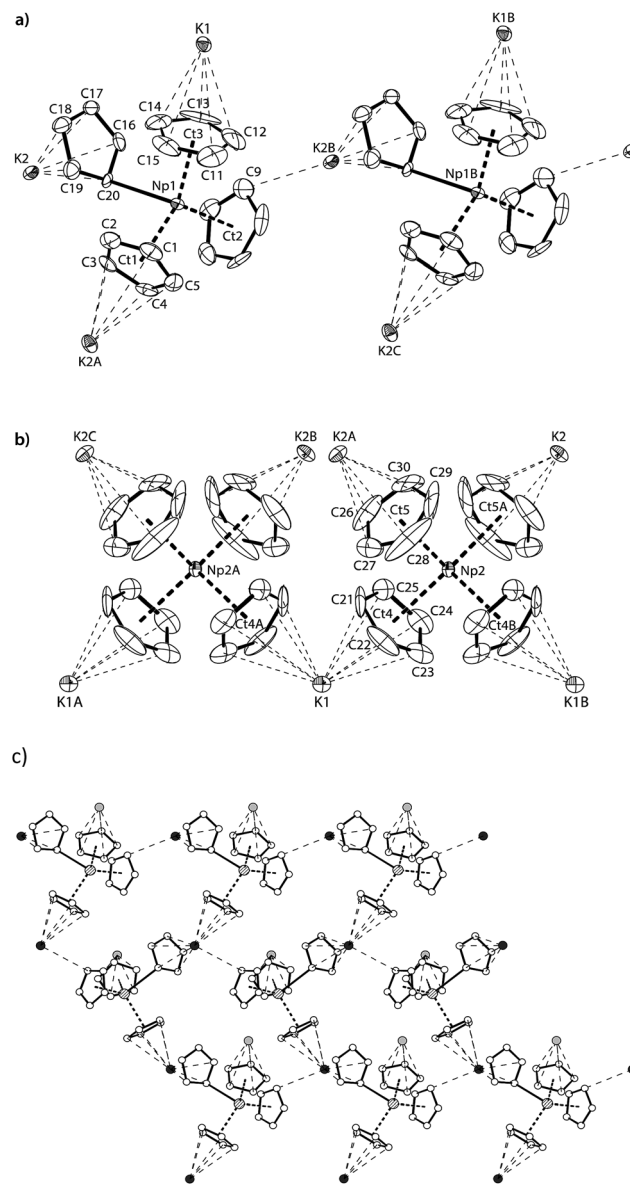 a)
K1 K1B
C17 C13
C18 C14
C16 Ct3 C12
K2 C15 C9 K2B
C19 C11
C20 Np1 Np1B
C2 C1 Ct2
C3 Ct1
C5
C4
K2A K2C
b)
K2C K2B K2A K2
C30 C29
C26 Ct5 Ct5A
C27 C28
Np2A Np2
C21 C25
Ct4 C24
Ct4A C22 Ct4B
C23
K1A K1 K1B
c)